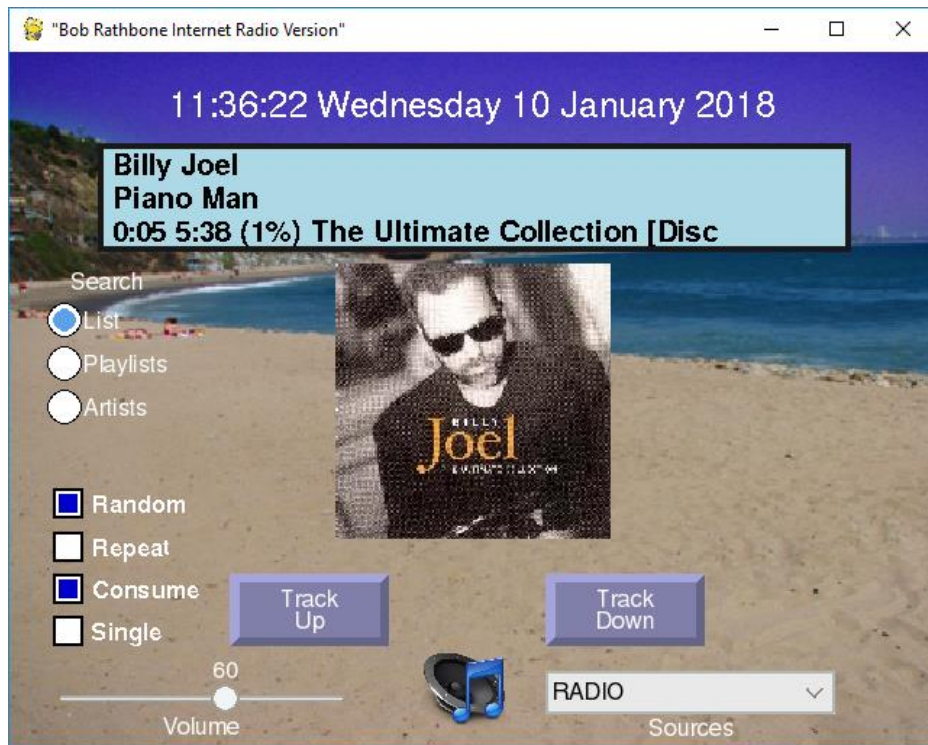 "Bob Rathbone Internet Radio Version"
11:36:22 Wednesday 10 January 2018
Billy Joel
Piano Man
0:05 5:38 (1%) The Ultimate Collection [Disc
Search
List
Playlists
Artists
BILLY
Joel
Random
Repeat
Consume
Single
Track
Up
Track
Down
60
Volume
RADIO
Sources